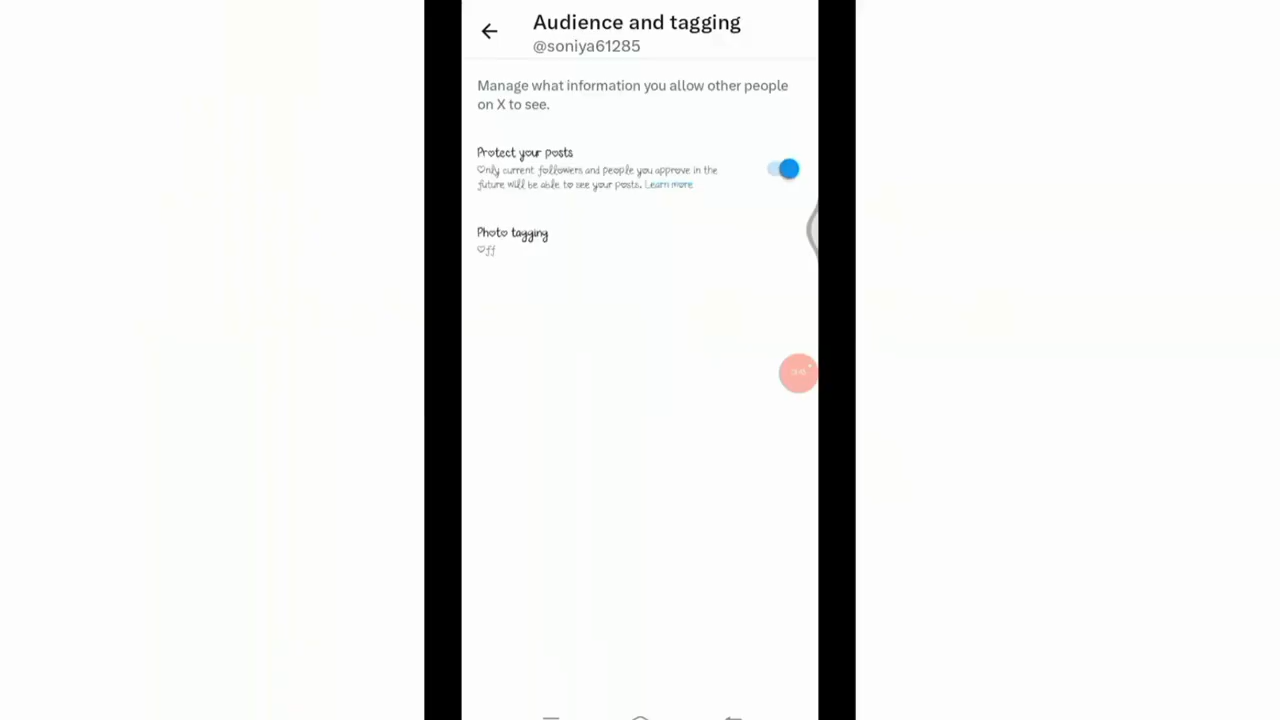 Audience and tagging
@soniya61285
Manage what information you allow other people
on X to see.
Protect your posts
Only current followers and people you approve in the
future will be able to see your posts. Learn more
Photo tagging
Off